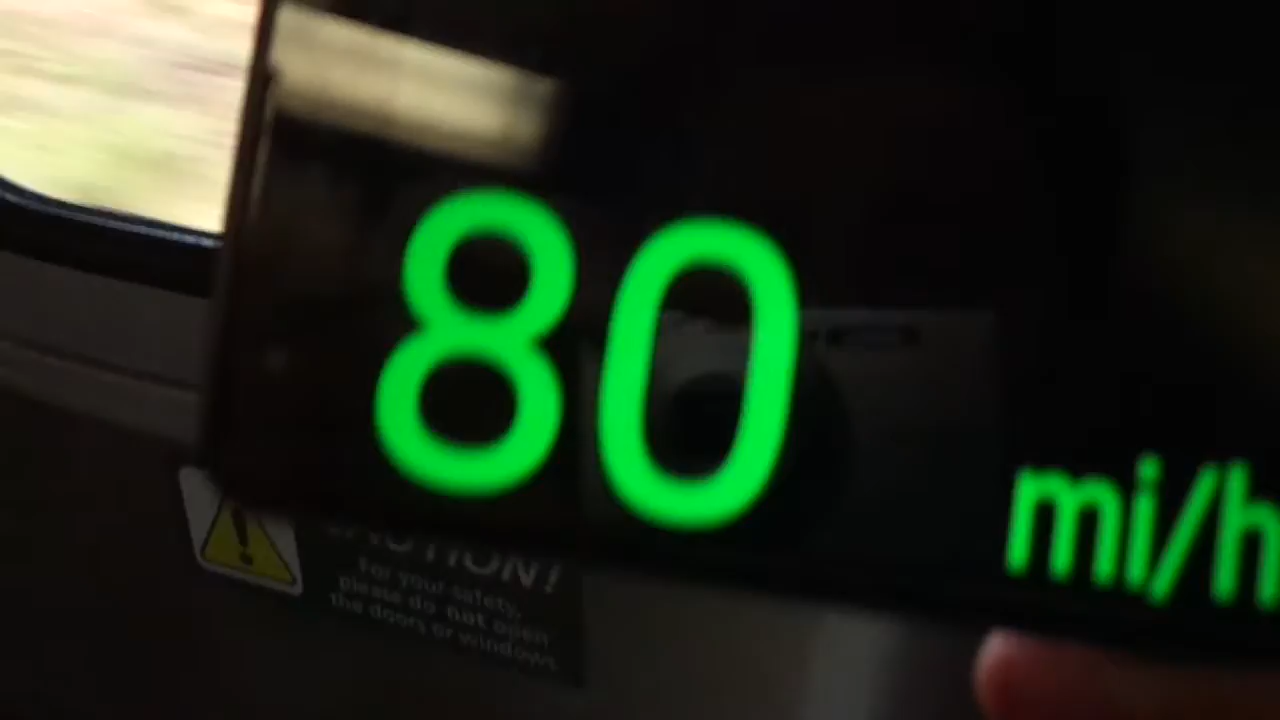 80
mi/h
CAUTION!
For your safety,
please do not open
the doors or windows